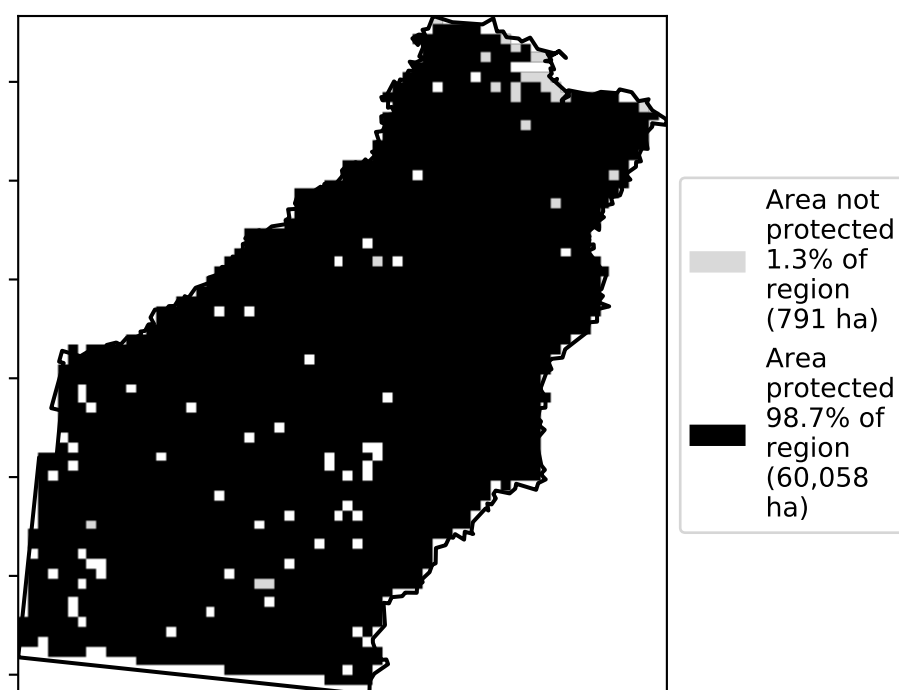 Area not
protected
1.3% of
region
(791 ha)
Area
protected
98.7% of
region
(60,058
ha)